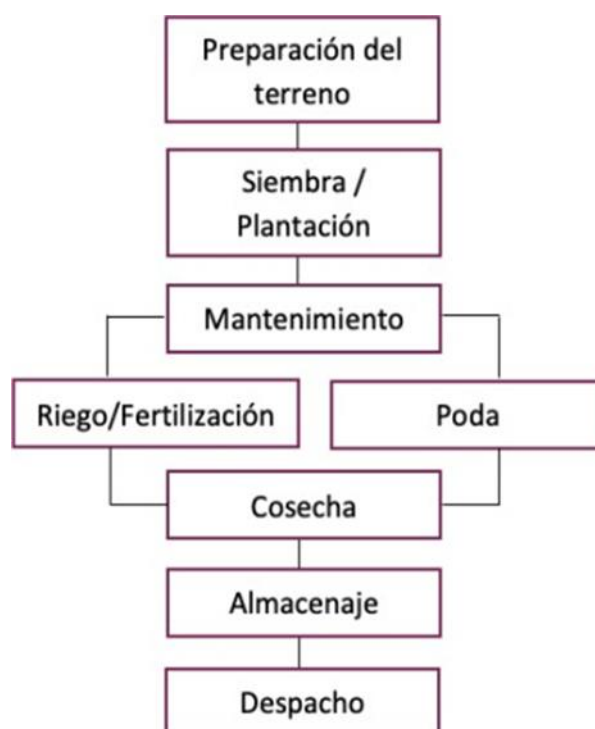 Preparación del
terreno
Siembra /
Plantación
Mantenimiento
Riego/Fertilización
Poda
Cosecha
Almacenaje
Despacho